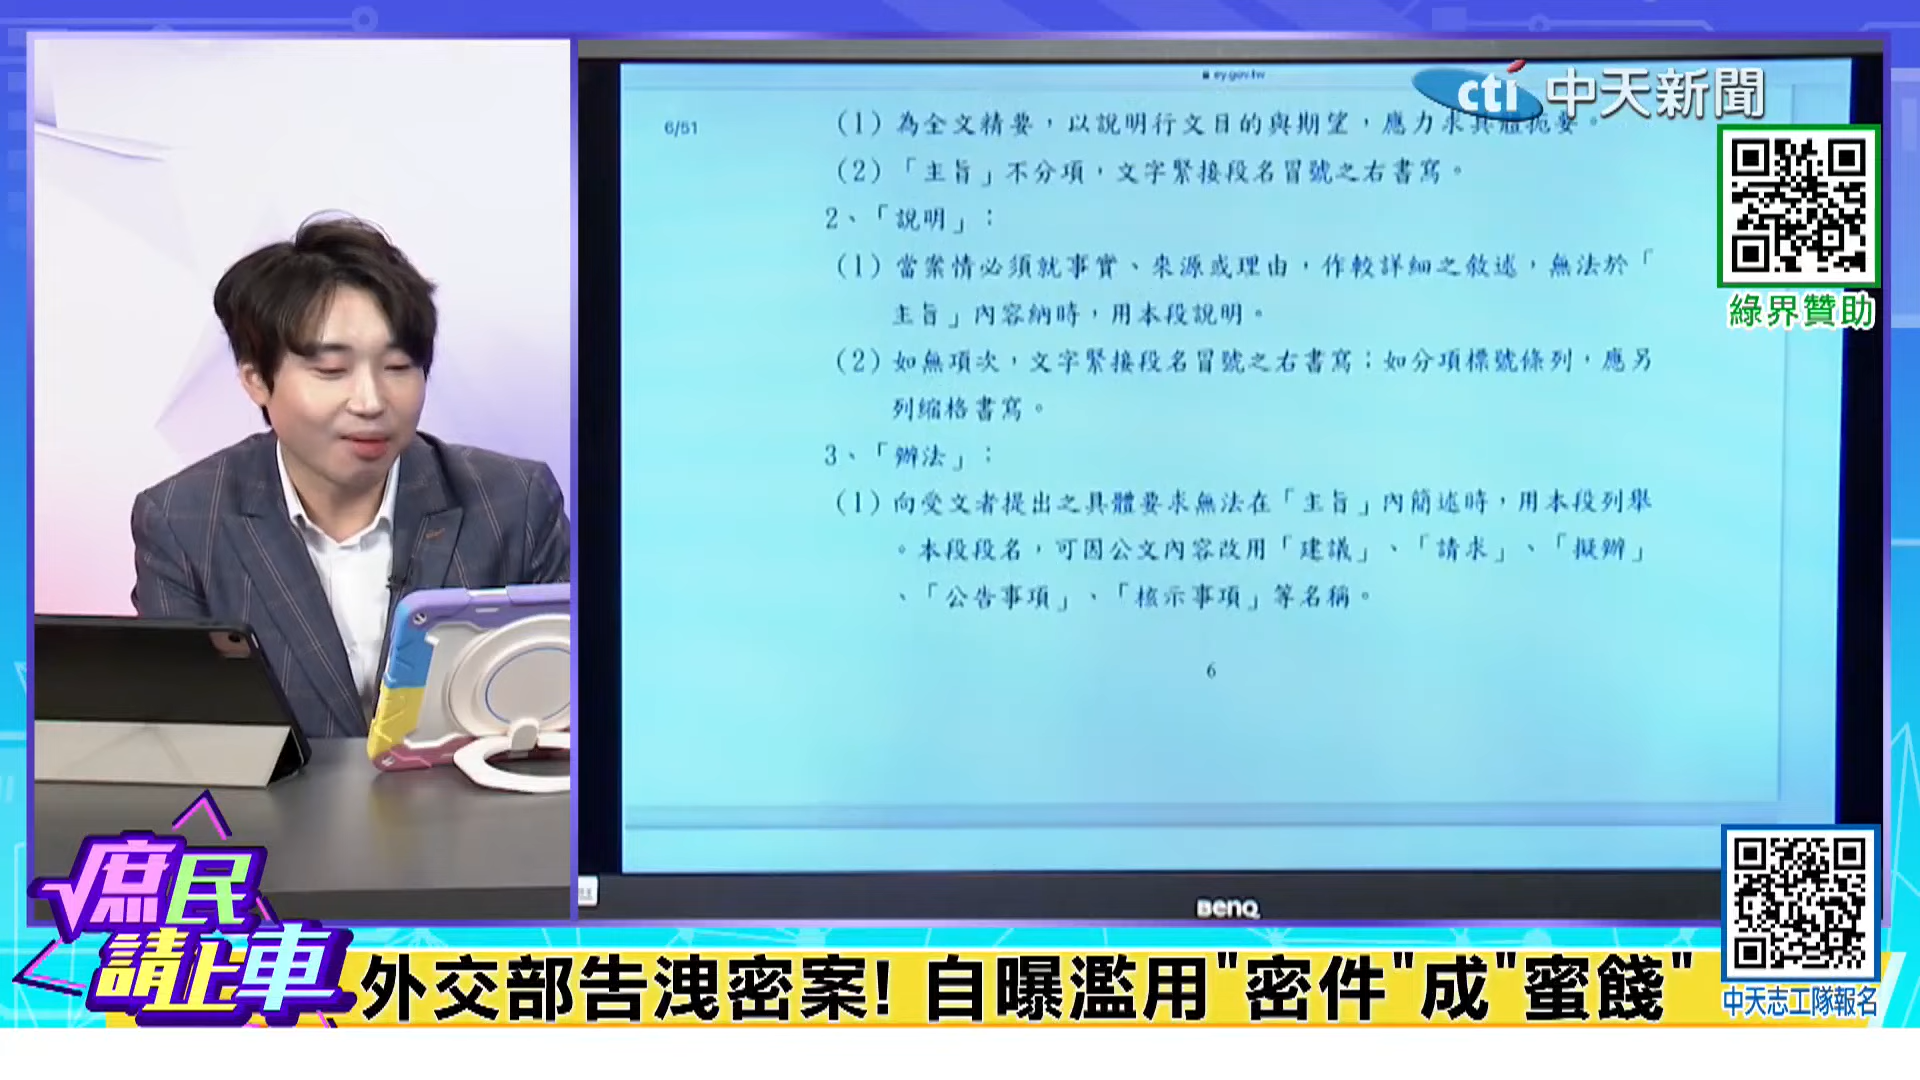 ey.gov.tw
cti 中天新聞
6/51
(1) 為全文精要，以說明行文目的與期望，應力求具體扼要。
(2) 「主旨」不分項，文字緊接段名冒號之右書寫。
2、「說明」：
(1) 當案情必須就事實、來源或理由，作較詳細之敘述，無法於「
主旨」內容納時，用本段說明。
(2) 如無項次，文字緊接段名冒號之右書寫；如分項標號條列，應另
列縮格書寫。
3、「辦法」：
(1) 向受文者提出之具體要求無法在「主旨」內簡述時，用本段列舉
。本段段名，可因公文內容改用「建議」、「請求」、「擬辦」
、「公告事項」、「核示事項」等名稱。
6
綠界贊助
BenQ
庶民
請上車
外交部告洩密案! 自曝濫用"密件"成"蜜餞"
中天志工隊報名